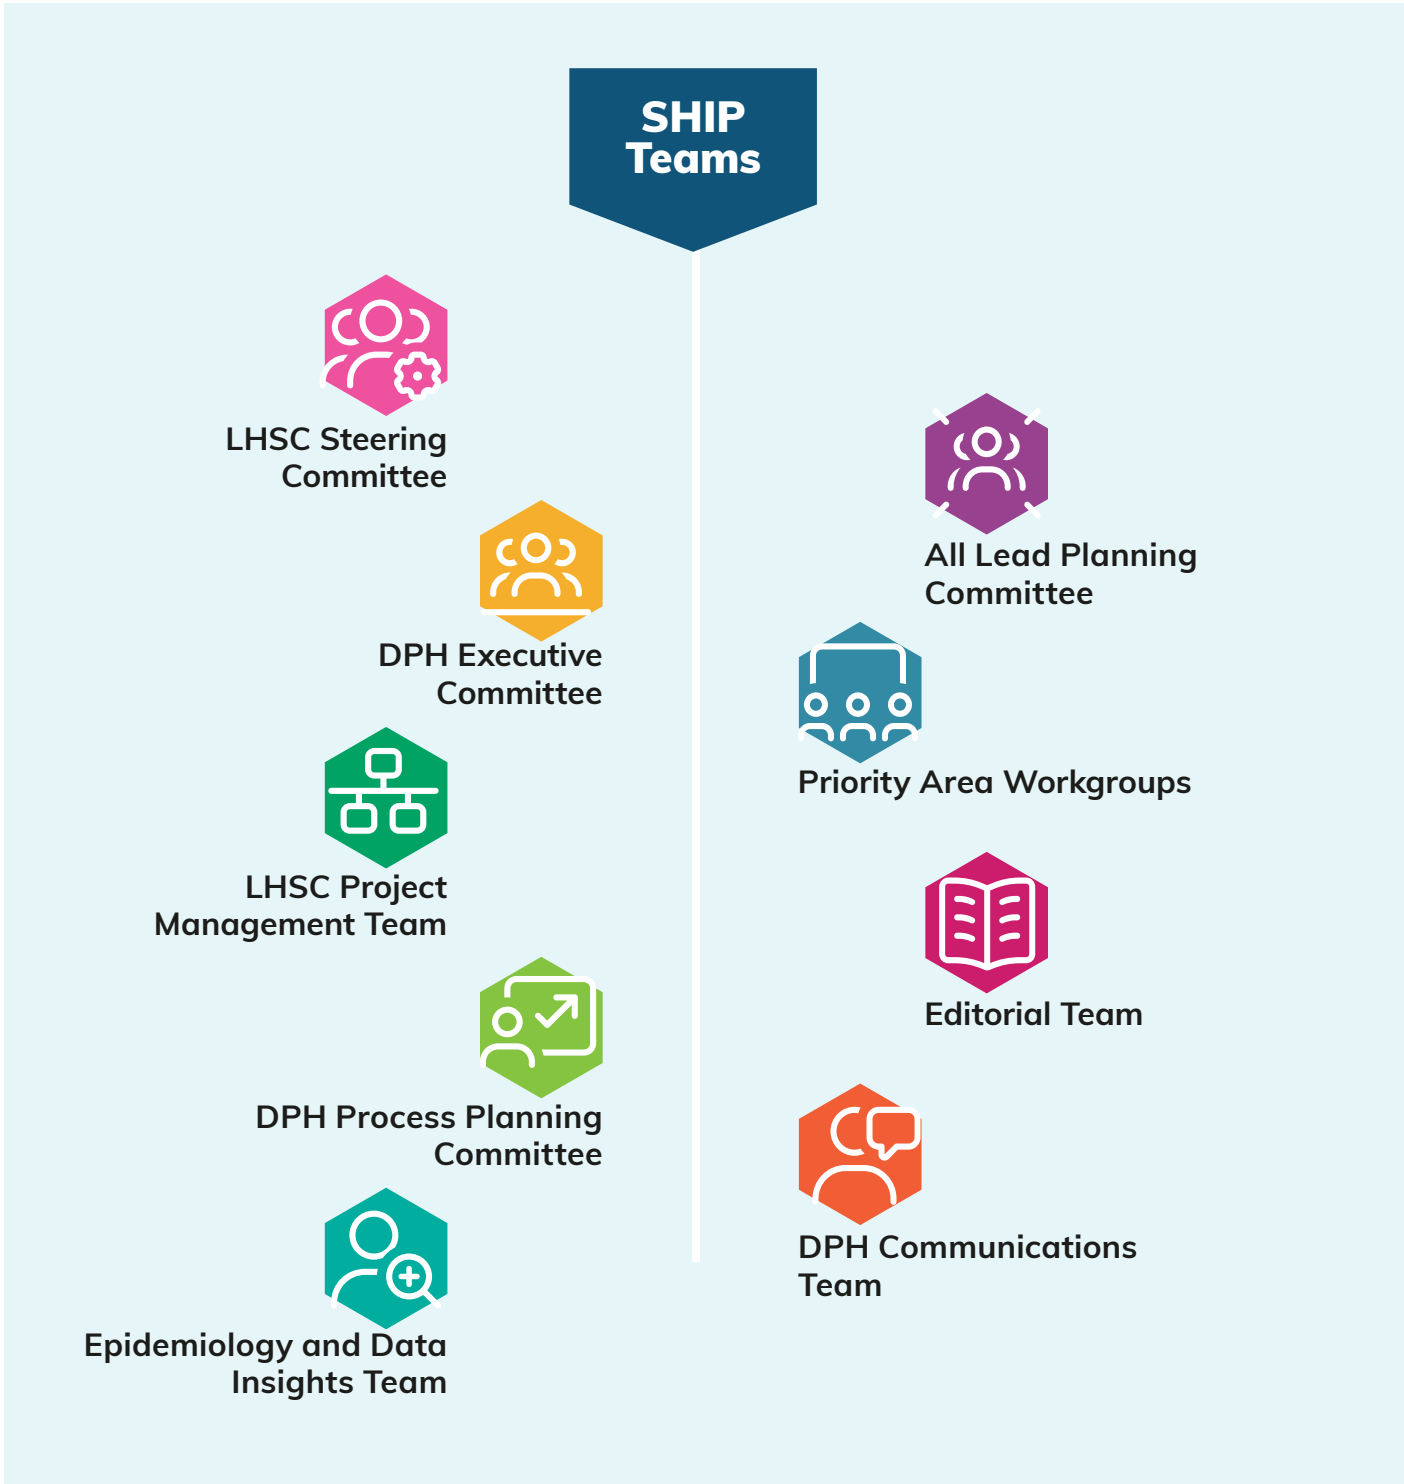 SHIP
Teams
LHSC Steering
Committee
DPH Executive
Committee
LHSC Project
Management Team
DPH Process Planning
Committee
Epidemiology and Data
Insights Team
All Lead Planning
Committee
Priority Area Workgroups
Editorial Team
DPH Communications
Team